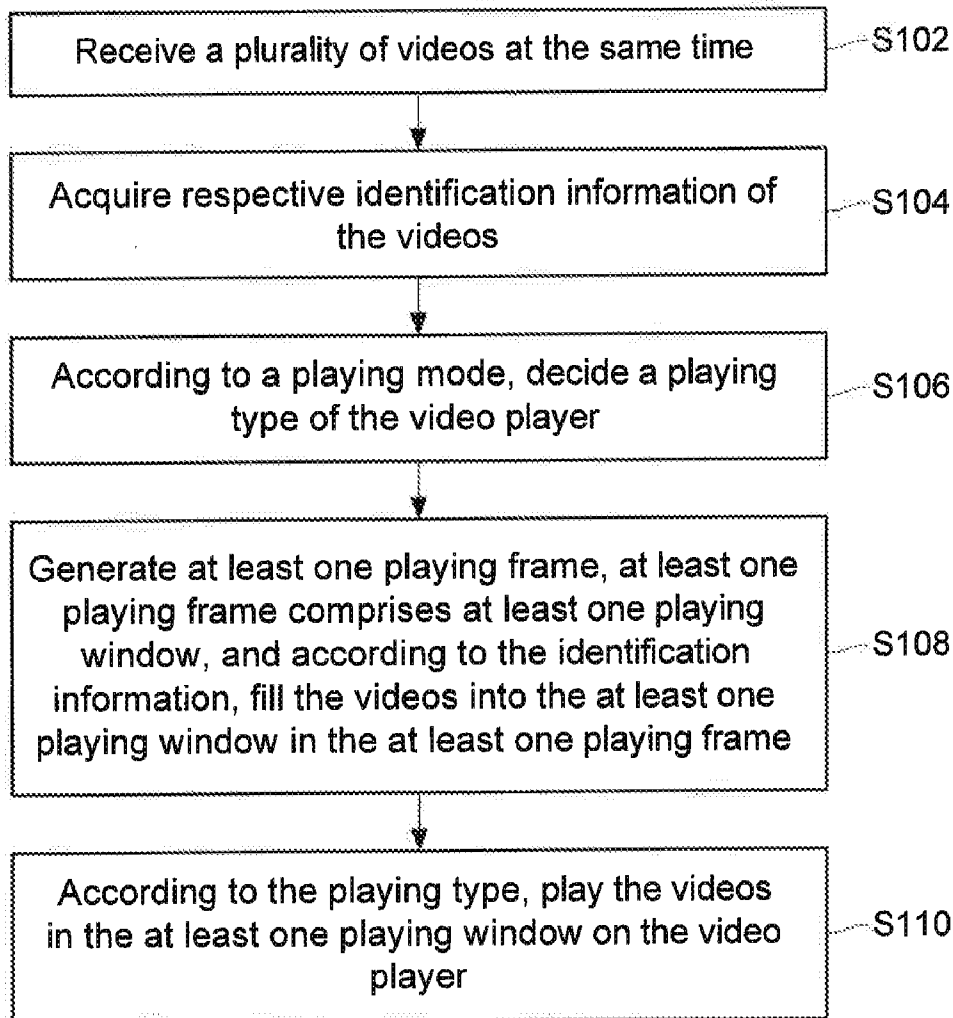 Receive a plurality of videos at the same time
S102
Acquire respective identification information of
the videos
S104
According to a playing mode, decide a playing
type of the video player
S106
Generate at least one playing frame, at least one
playing frame comprises at least one playing
window, and according to the identification
information, fill the videos into the at least one
playing window in the at least one playing frame
S108
According to the playing type, play the videos
in the at least one playing window on the video
player
S110